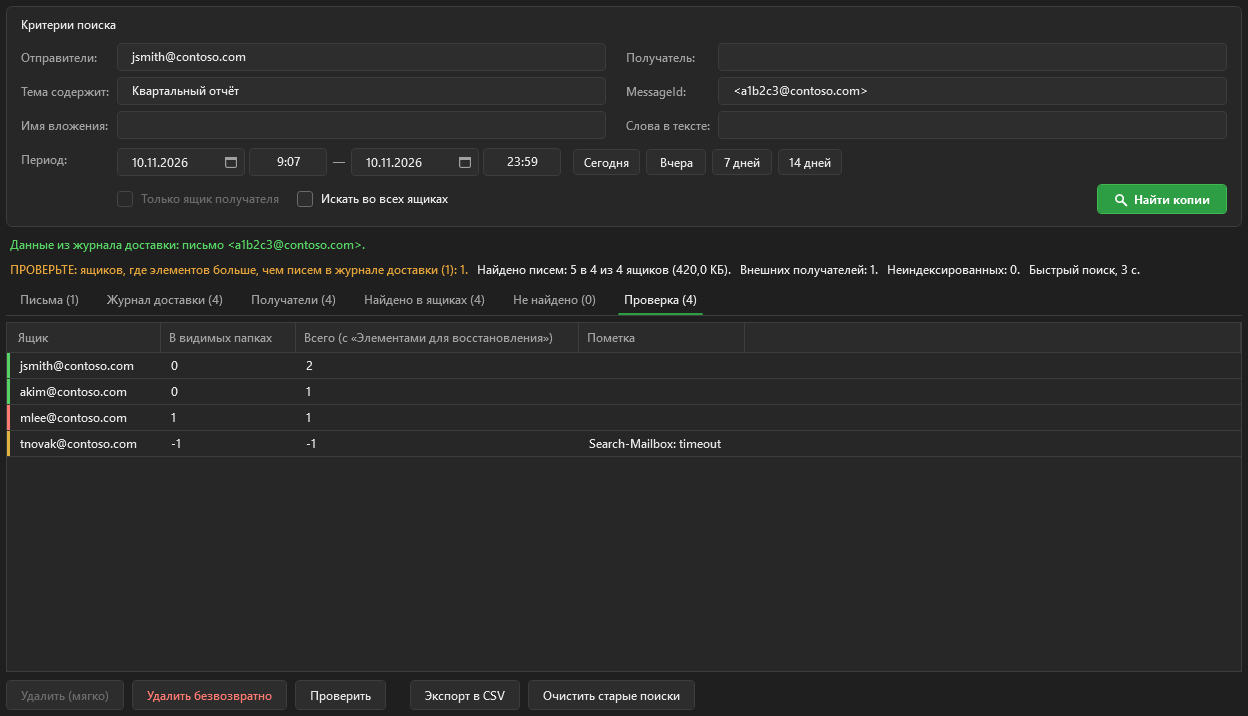 Критерии поиска
Отправители: jsmith@contoso.com Получатель:
Тема содержит: Квартальный отчёт MessageId: <a1b2c3@contoso.com>
Имя вложения: Слова в тексте:
Период: 10.11.2026 9:07 — 10.11.2026 23:59 Сегодня Вчера 7 дней 14 дней
Только ящик получателя Искать во всех ящиках Найти копии
Данные из журнала доставки: письмо <a1b2c3@contoso.com>.
ПРОВЕРЬТЕ: ящиков, где элементов больше, чем писем в журнале доставки (1): 1. Найдено писем: 5 в 4 из 4 ящиков (420,0 КБ). Внешних получателей: 1. Неиндексированных: 0. Быстрый поиск, 3 с.
Письма (1) Журнал доставки (4) Получатели (4) Найдено в ящиках (4) Не найдено (0) Проверка (4)
Ящик В видимых папках Всего (с «Элементами для восстановления») Пометка
jsmith@contoso.com 0 2
akim@contoso.com 0 1
mlee@contoso.com 1 1
tnovak@contoso.com -1 -1 Search-Mailbox: timeout
Удалить (мягко) Удалить безвозвратно Проверить Экспорт в CSV Очистить старые поиски